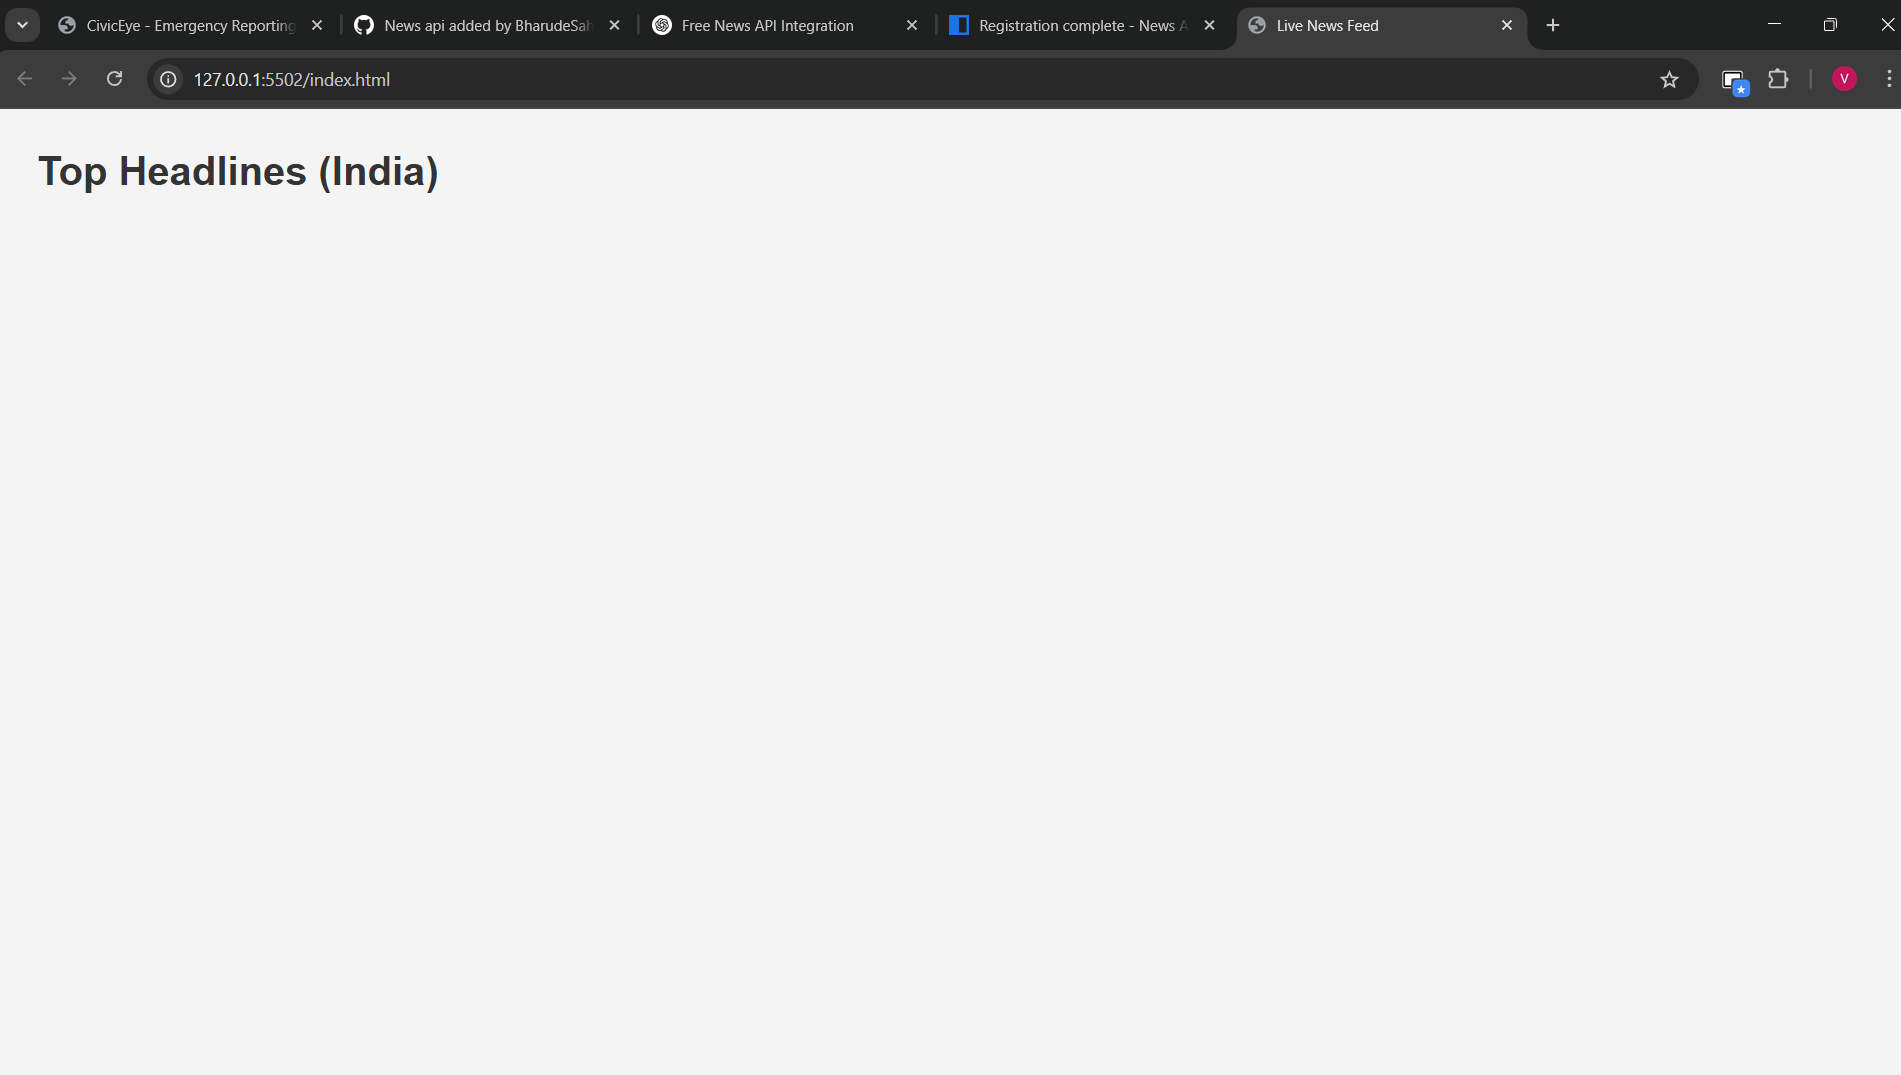 CivicEye - Emergency Reporting
News api added by BharudeSah
Free News API Integration
Registration complete - News A
Live News Feed
127.0.0.1:5502/index.html
V
Top Headlines (India)